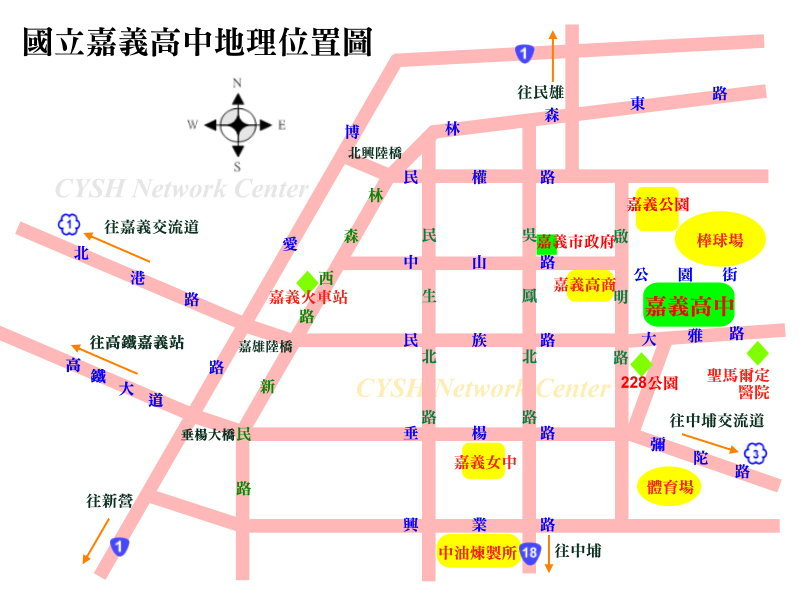 國立嘉義高中地理位置圖
1
往民雄
N
W
E
S
博愛路
北興陸橋
林森東路
林森西路
民權路
CYSH Network Center
嘉義公園
棒球場
1
往嘉義交流道
北港路
民生北路
吳鳳北路
啟明路
嘉義市政府
中山路
嘉義高商
公園街
嘉義火車站
嘉義高中
往高鐵嘉義站
嘉雄陸橋
民族路
大雅路
高鐵大道
新民路
CYSH Network Center
228公園
聖馬爾定
醫院
往中埔交流道
3
垂楊大橋
垂楊路
彌陀路
嘉義女中
體育場
往新營
1
興業路
中油煉製所
18
往中埔